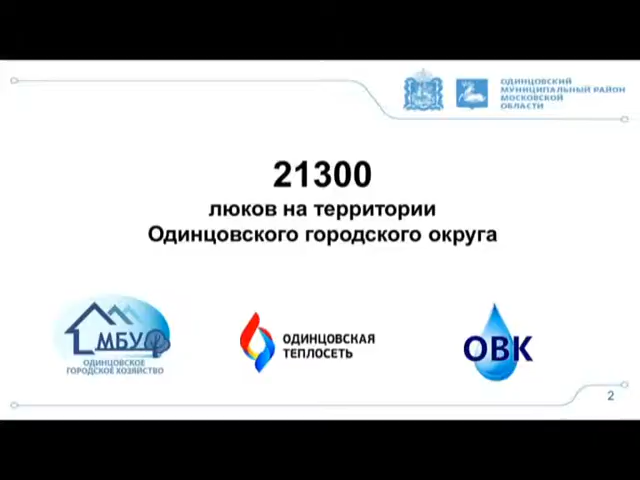 ОДИНЦОВСКИЙ
МУНИЦИПАЛЬНЫЙ РАЙОН
МОСКОВСКОЙ
ОБЛАСТИ
21300
люков на территории
Одинцовского городского округа
МБУ
ОДИНЦОВСКОЕ
ГОРОДСКОЕ ХОЗЯЙСТВО
ОДИНЦОВСКАЯ
ТЕПЛОСЕТЬ
ОВК
2